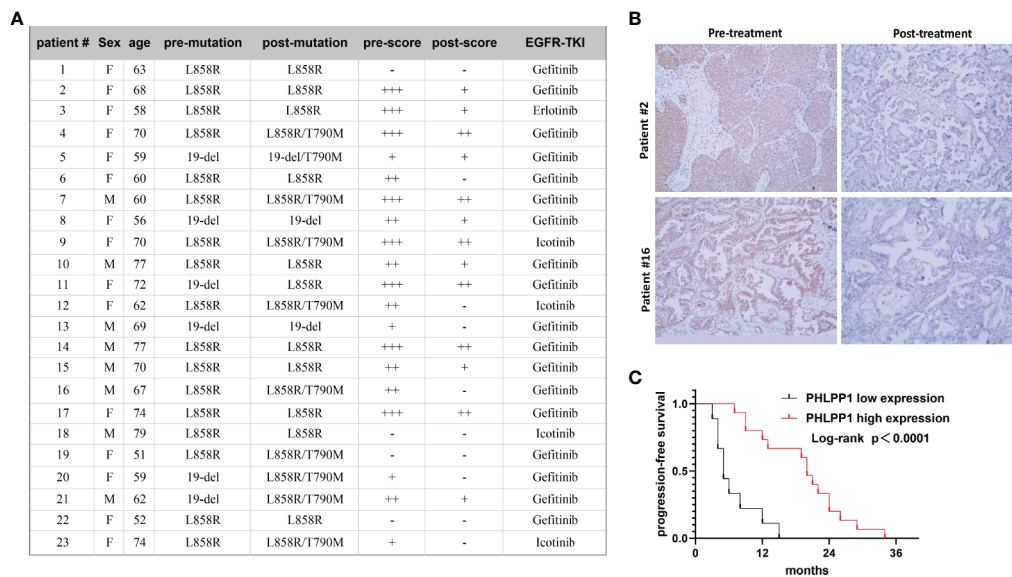 A
patient # Sex age pre-mutation post-mutation pre-score post-score EGFR-TKI
1 F 63 L858R L858R - - Gefitinib
2 F 68 L858R L858R +++ + Gefitinib
3 F 58 L858R L858R +++ + Erlotinib
4 F 70 L858R L858R/T790M +++ ++ Gefitinib
5 F 59 19-del 19-del/T790M + + Gefitinib
6 F 60 L858R L858R ++ - Gefitinib
7 M 60 L858R L858R/T790M +++ ++ Gefitinib
8 F 56 19-del 19-del ++ + Gefitinib
9 F 70 L858R L858R/T790M +++ ++ Icotinib
10 M 77 L858R L858R ++ + Gefitinib
11 F 72 19-del L858R +++ ++ Gefitinib
12 F 62 L858R L858R/T790M ++ - Icotinib
13 M 69 19-del 19-del + - Gefitinib
14 M 77 L858R L858R +++ ++ Gefitinib
15 M 70 L858R L858R ++ + Gefitinib
16 M 67 L858R L858R/T790M ++ - Gefitinib
17 F 74 L858R L858R +++ ++ Gefitinib
18 M 79 L858R L858R - - Icotinib
19 F 51 L858R L858R/T790M - - Gefitinib
20 F 59 19-del L858R/T790M + - Gefitinib
21 M 62 19-del L858R/T790M ++ + Gefitinib
22 F 52 L858R L858R - - Gefitinib
23 F 74 L858R L858R/T790M + - Icotinib
B
Pre-treatment Post-treatment
Patient #2
Patient #16
C
PHLPP1 low expression
PHLPP1 high expression
Log-rank p<0.0001
progression-free survival
1.0
0.5
0.0
0 12 24 36
months